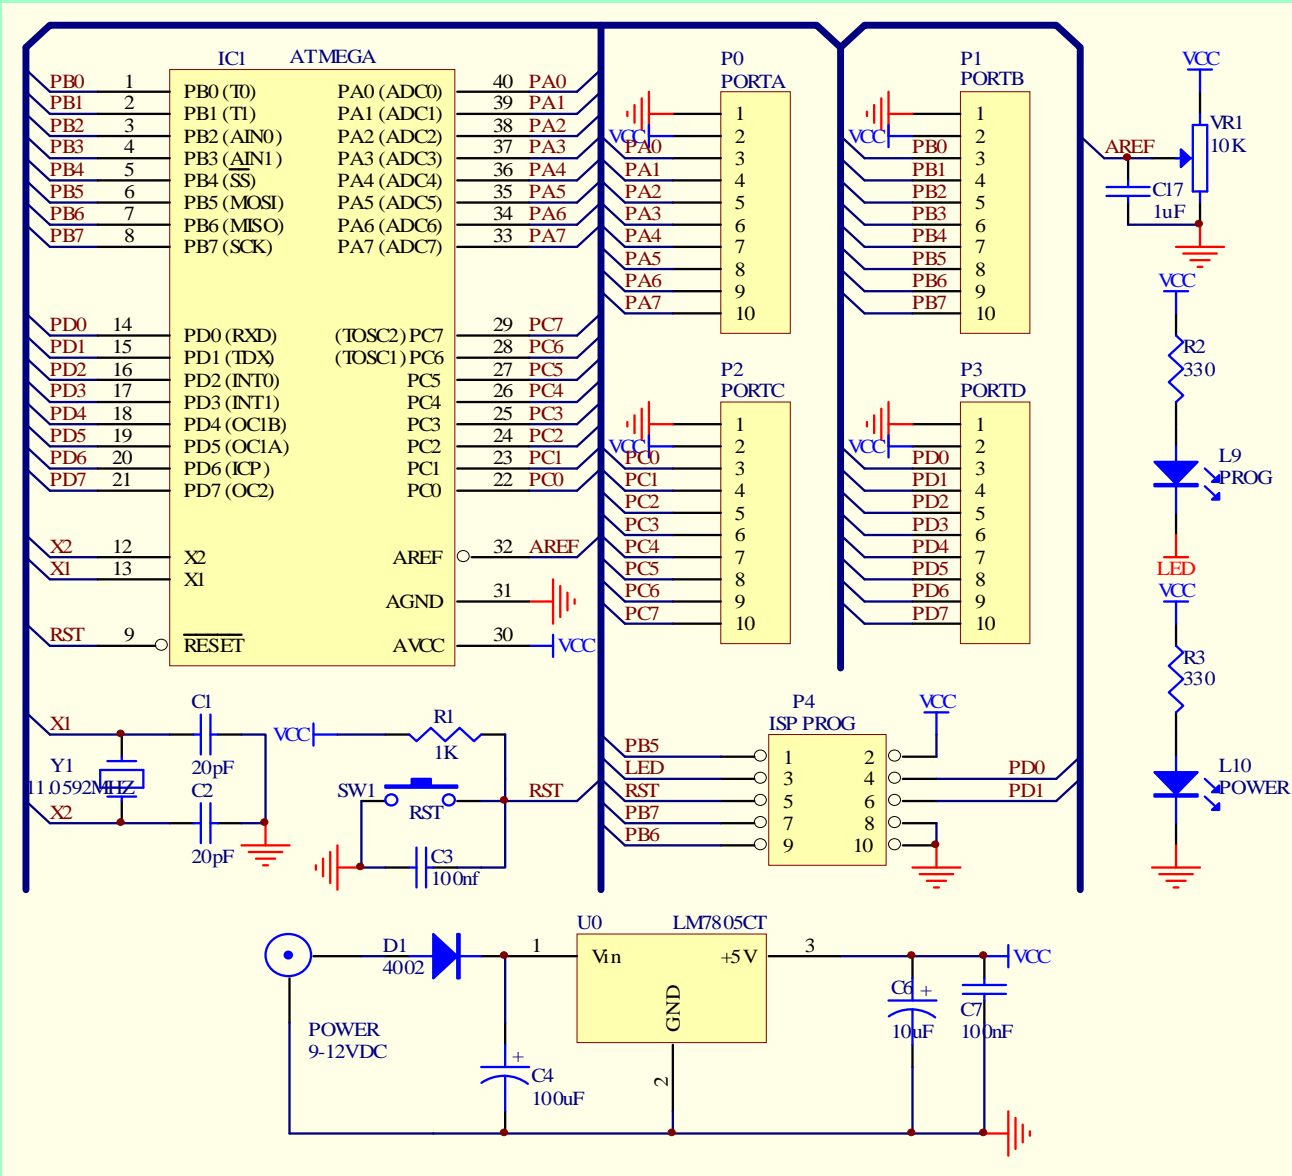 IC1 ATMEGA
PB0 1 PB0 (T0) PA0 (ADC0) 40 PA0
PB1 2 PB1 (T1) PA1 (ADC1) 39 PA1
PB2 3 PB2 (AIN0) PA2 (ADC2) 38 PA2
PB3 4 PB3 (AIN1) PA3 (ADC3) 37 PA3
PB4 5 PB4 (SS) PA4 (ADC4) 36 PA4
PB5 6 PB5 (MOSI) PA5 (ADC5) 35 PA5
PB6 7 PB6 (MISO) PA6 (ADC6) 34 PA6
PB7 8 PB7 (SCK) PA7 (ADC7) 33 PA7
PD0 14 PD0 (RXD) (TOSC2) PC7 29 PC7
PD1 15 PD1 (TDX) (TOSC1) PC6 28 PC6
PD2 16 PD2 (INT0) PC5 27 PC5
PD3 17 PD3 (INT1) PC4 26 PC4
PD4 18 PD4 (OC1B) PC3 25 PC3
PD5 19 PD5 (OC1A) PC2 24 PC2
PD6 20 PD6 (ICP) PC1 23 PC1
PD7 21 PD7 (OC2) PC0 22 PC0
X2 12 X2 AREF 32 AREF
X1 13 X1
AGND 31
RST 9 RESET AVCC 30 VCC
P0
PORTA
1
VCC 2
PA0 3
PA1 4
PA2 5
PA3 6
PA4 7
PA5 8
PA6 9
PA7 10
P1
PORTB
1
VCC 2
PB0 3
PB1 4
PB2 5
PB3 6
PB4 7
PB5 8
PB6 9
PB7 10
P2
PORTC
1
VCC 2
PC0 3
PC1 4
PC2 5
PC3 6
PC4 7
PC5 8
PC6 9
PC7 10
P3
PORTD
1
VCC 2
PD0 3
PD1 4
PD2 5
PD3 6
PD4 7
PD5 8
PD6 9
PD7 10
VCC
VR1
10K
AREF
C17
1uF
VCC
R2
330
L9
PROG
LED
VCC
R3
330
L10
POWER
X1
C1
20pF
Y1
11.0592MHZ
C2
X2
20pF
VCC
R1
1K
SW1
RST
RST
C3
100nf
P4
ISP PROG
VCC
PB5 1 2
LED 3 4 PD0
RST 5 6 PD1
PB7 7 8
PB6 9 10
U0 LM7805CT
D1
4002
1 Vin +5V 3
GND
2
POWER
9-12VDC
+
C4
100uF
C6 +
10uF
C7
100nF
VCC